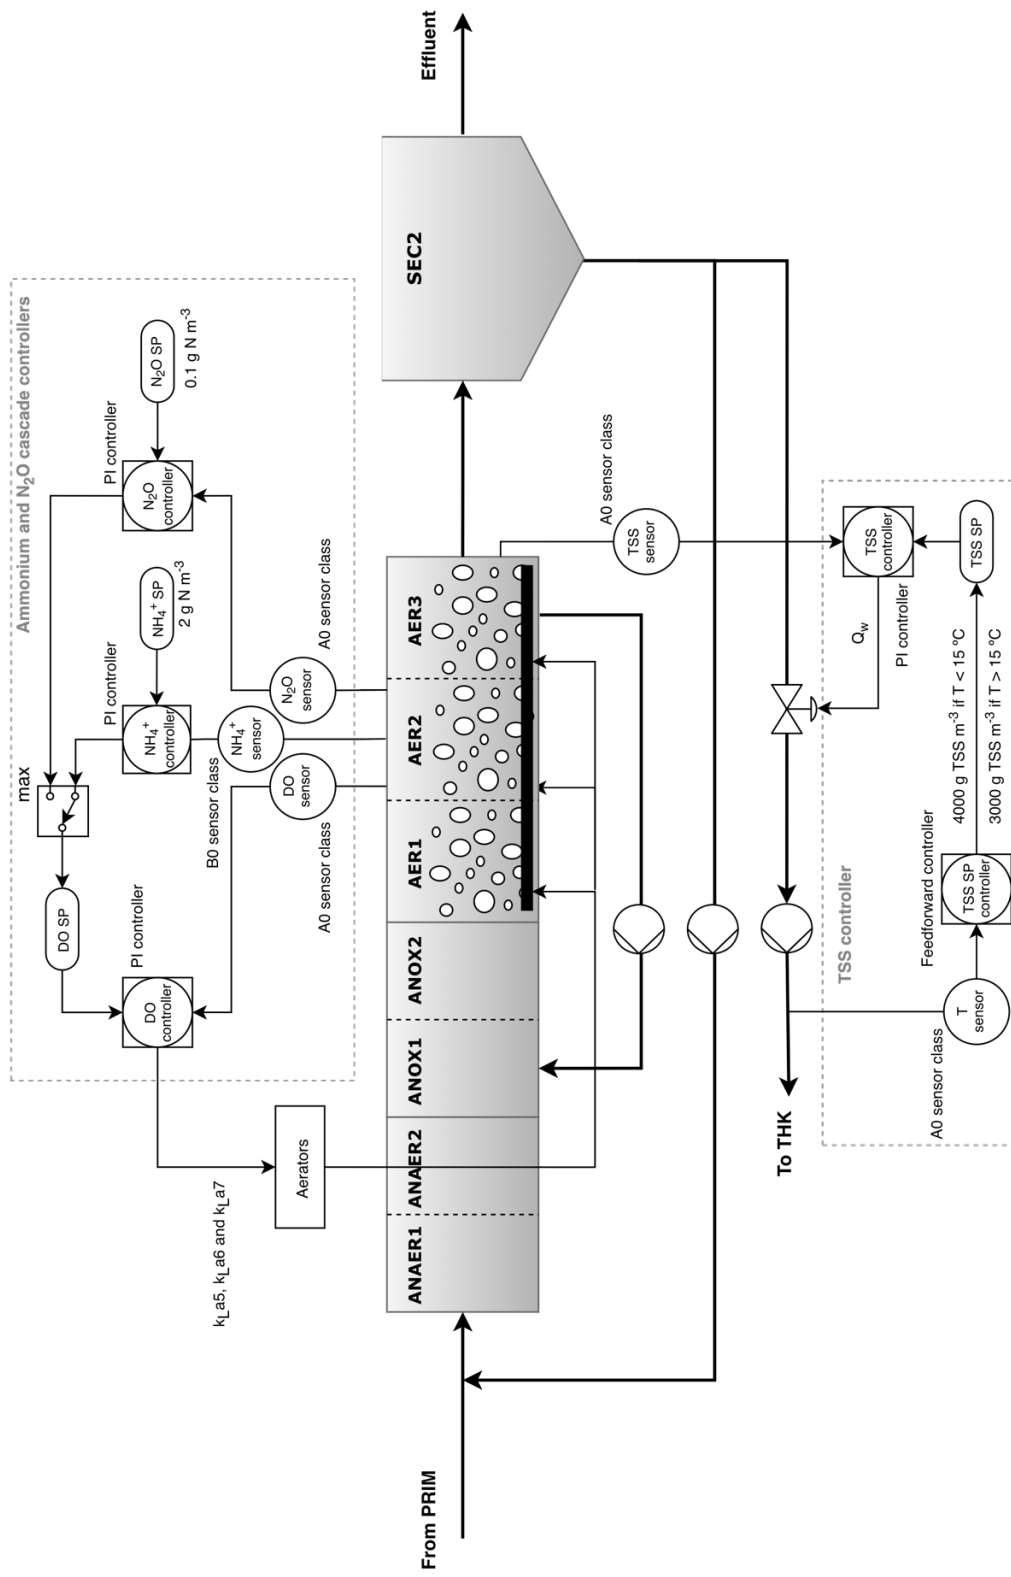 Ammonium and N₂O cascade controllers
max
DO SP
PI controller
DO
controller
PI controller
NH₄⁺
controller
NH₄⁺ SP
2 g N m⁻³
PI controller
N₂O
controller
N₂O SP
0.1 g N m⁻³
B0 sensor class
A0 sensor class
DO
sensor
NH₄⁺
sensor
N₂O
sensor
A0 sensor class
kLa5, kLa6 and kLa7
Aerators
From PRIM
ANAER1
ANAER2
ANOX1
ANOX2
AER1
AER2
AER3
SEC2
Effluent
A0 sensor class
TSS
sensor
To THK
TSS controller
A0 sensor class
T
sensor
Feedforward controller
TSS SP
controller
4000 g TSS m⁻³ if T < 15 ºC
3000 g TSS m⁻³ if T > 15 ºC
TSS SP
Qw
PI controller
TSS
controller